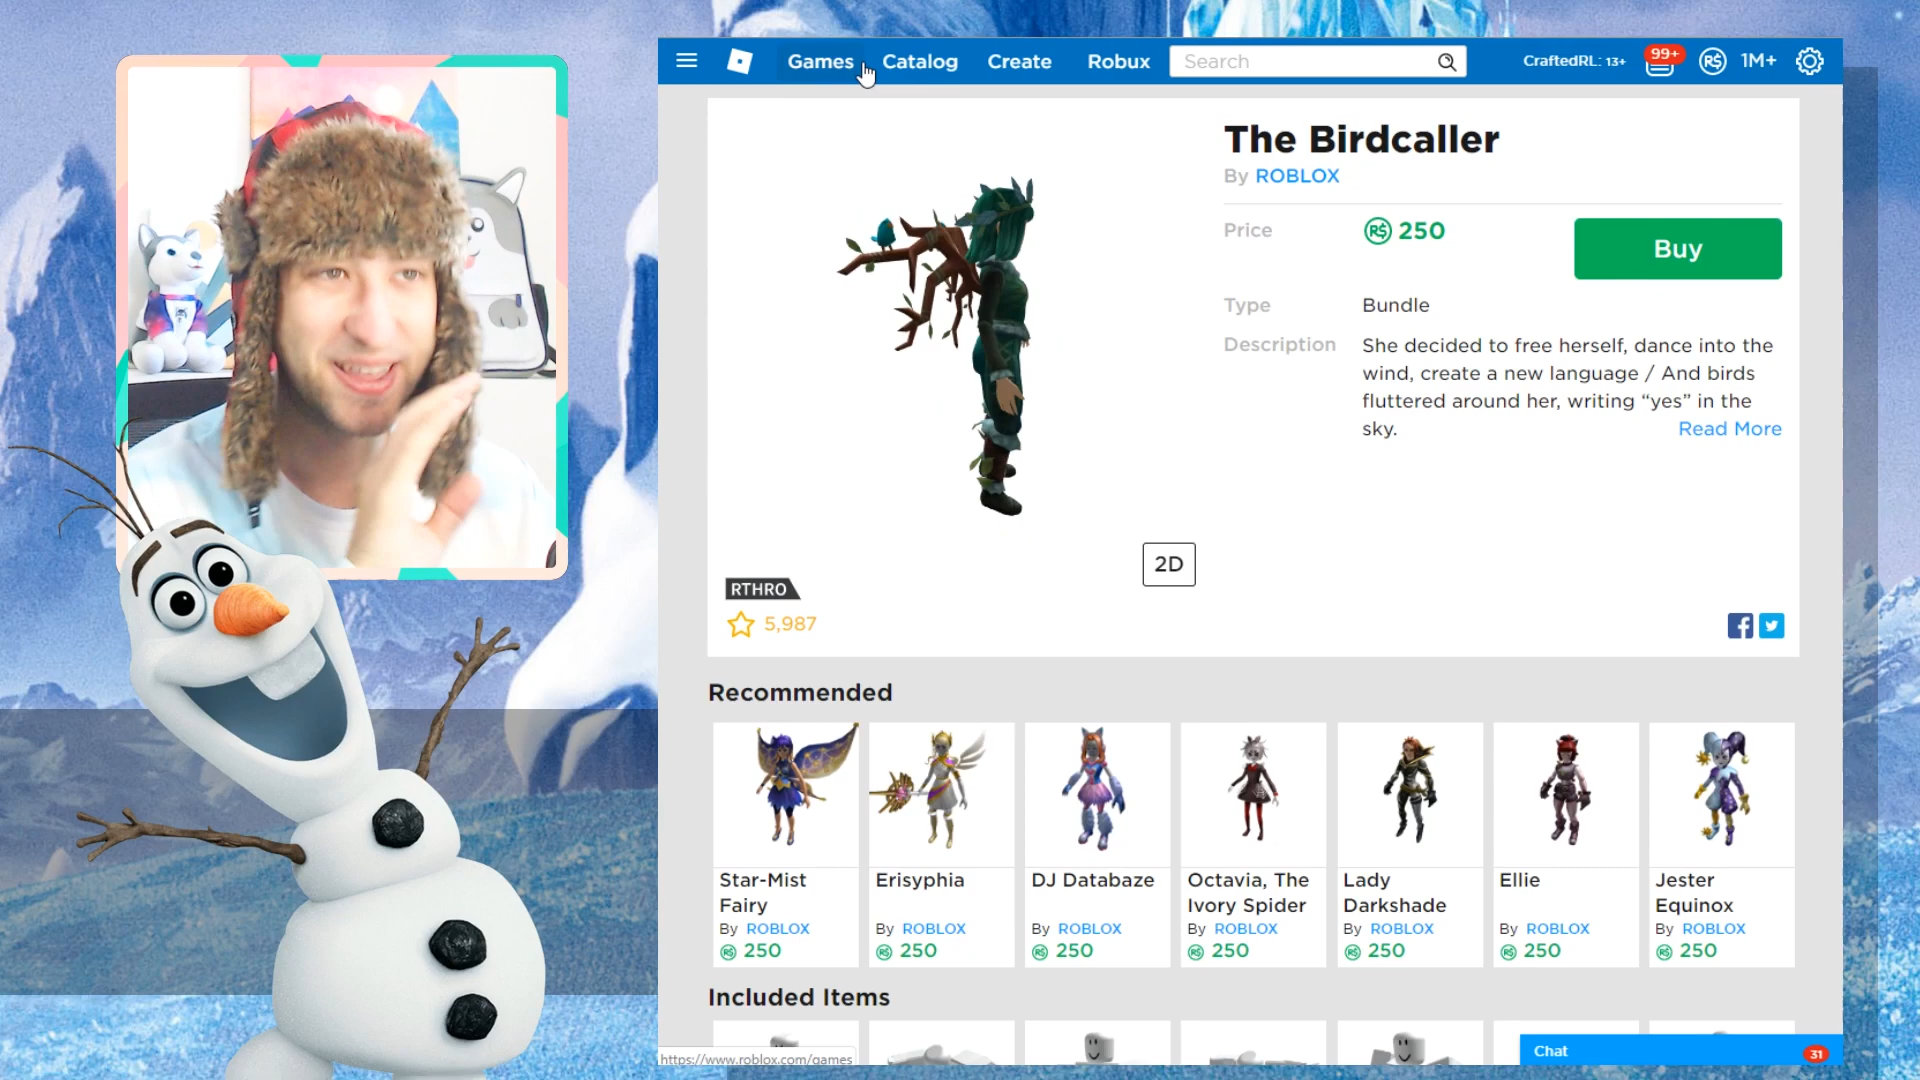 Games
Catalog
Create
Robux
Search
CraftedRL: 13+
99+
1M+
The Birdcaller
By ROBLOX
Price
250
Buy
Type
Bundle
Description
She decided to free herself, dance into the
wind, create a new language / And birds
fluttered around her, writing “yes” in the
sky.
Read More
2D
RTHRO
5,987
Recommended
Star-Mist
Fairy
By ROBLOX
250
Erisyphia
By ROBLOX
250
DJ Databaze
By ROBLOX
250
Octavia, The
Ivory Spider
By ROBLOX
250
Lady
Darkshade
By ROBLOX
250
Ellie
By ROBLOX
250
Jester
Equinox
By ROBLOX
250
Included Items
https://www.roblox.com/games
Chat
31